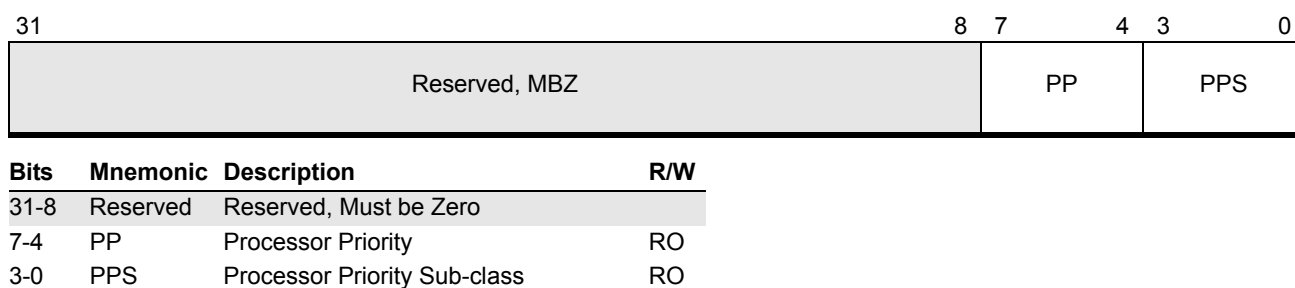 31 8 7 4 3 0
Reserved, MBZ PP PPS
Bits Mnemonic Description R/W
31-8 Reserved Reserved, Must be Zero
7-4 PP Processor Priority RO
3-0 PPS Processor Priority Sub-class RO